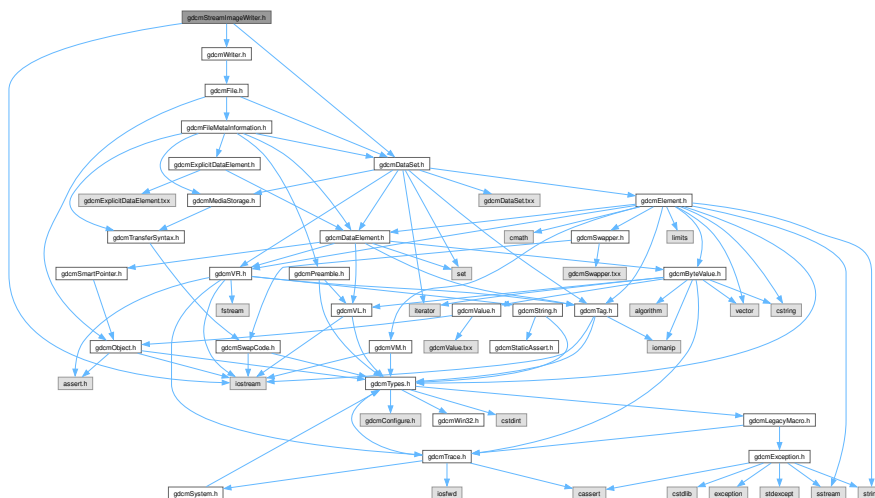 gdcmStreamImageWriter.h
gdcmWriter.h
gdcmFile.h
gdcmFileMetaInformation.h
gdcmExplicitDataElement.h
gdcmDataSet.h
gdcmExplicitDataElement.txx
gdcmMediaStorage.h
gdcmDataSet.txx
gdcmElement.h
gdcmTransferSyntax.h
gdcmDataElement.h
cmath
gdcmSwapper.h
limits
gdcmSmartPointer.h
gdcmVR.h
gdcmPreamble.h
set
gdcmSwapper.txx
gdcmByteValue.h
fstream
gdcmVL.h
iterator
gdcmValue.h
gdcmString.h
gdcmTag.h
algorithm
vector
cstring
gdcmObject.h
gdcmSwapCode.h
gdcmVM.h
gdcmValue.txx
gdcmStaticAssert.h
iomanip
assert.h
iostream
gdcmTypes.h
gdcmConfigure.h
gdcmWin32.h
cstdint
gdcmLegacyMacro.h
gdcmTrace.h
gdcmException.h
gdcmSystem.h
iosfwd
cassert
cstdlib
exception
stdexcept
sstream